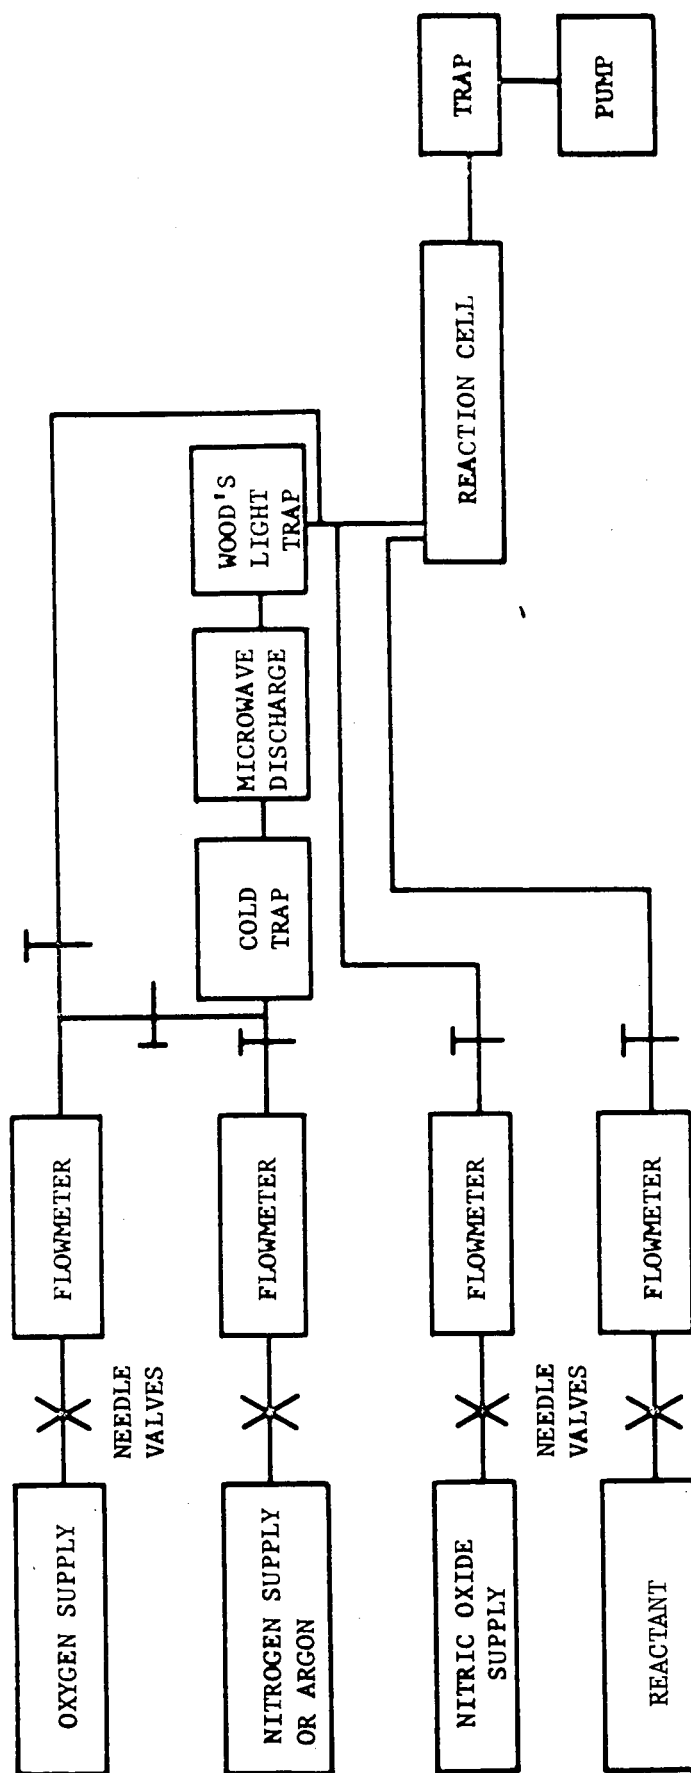 OXYGEN SUPPLY
NEEDLE
VALVES
FLOWMETER
NITROGEN SUPPLY
OR ARGON
FLOWMETER
COLD
TRAP
MICROWAVE
DISCHARGE
WOOD'S
LIGHT
TRAP
NITRIC OXIDE
SUPPLY
NEEDLE
VALVES
FLOWMETER
REACTANT
FLOWMETER
REACTION CELL
TRAP
PUMP